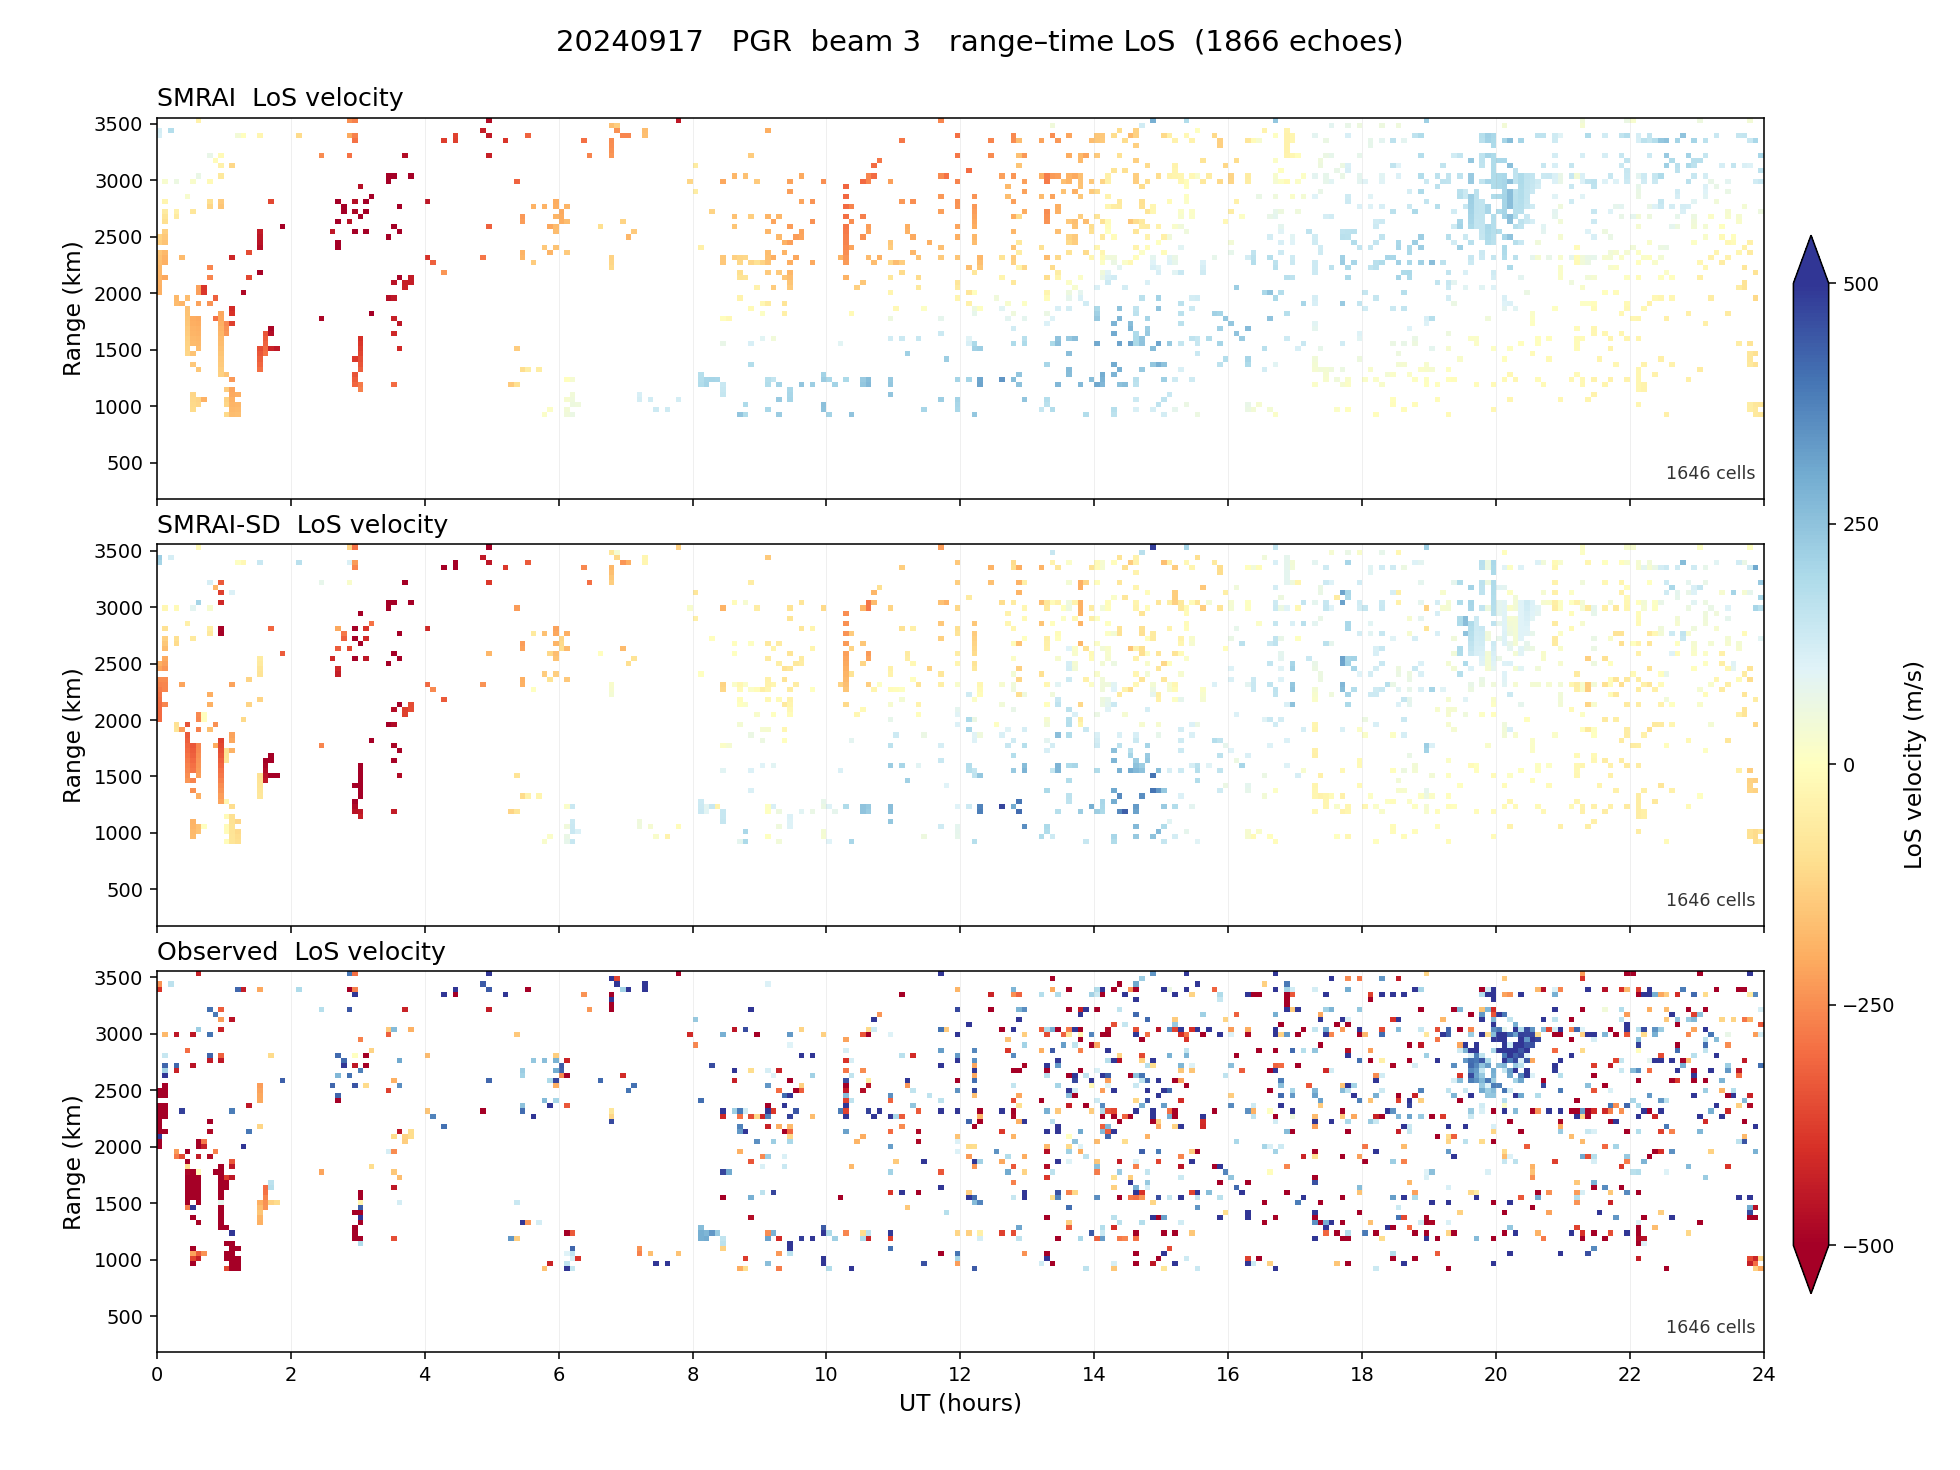 20240917   PGR  beam 3   range–time LoS  (1866 echoes)
SMRAI  LoS velocity
3500
3000
2500
2000
1500
1000
500
Range (km)
1646 cells
SMRAI-SD  LoS velocity
3500
3000
2500
2000
1500
1000
500
Range (km)
1646 cells
Observed  LoS velocity
3500
3000
2500
2000
1500
1000
500
Range (km)
1646 cells
0 2 4 6 8 10 12 14 16 18 20 22 24
UT (hours)
500
250
0
−250
−500
LoS velocity (m/s)